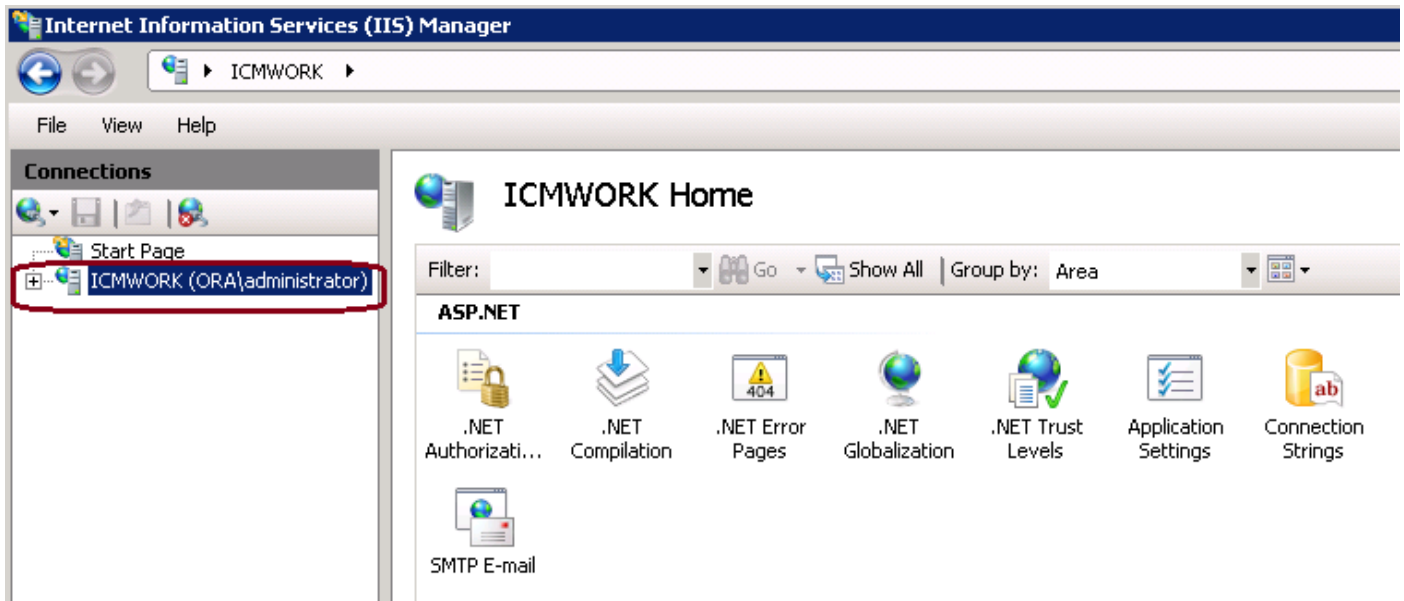 Internet Information Services (IIS) Manager
ICMWORK
File View Help
Connections
Start Page
ICMWORK (ORA\administrator)
ICMWORK Home
Filter: Go Show All Group by: Area
ASP.NET
.NET Authorizati...
.NET Compilation
404
.NET Error Pages
.NET Globalization
.NET Trust Levels
Application Settings
ab
Connection Strings
SMTP E-mail